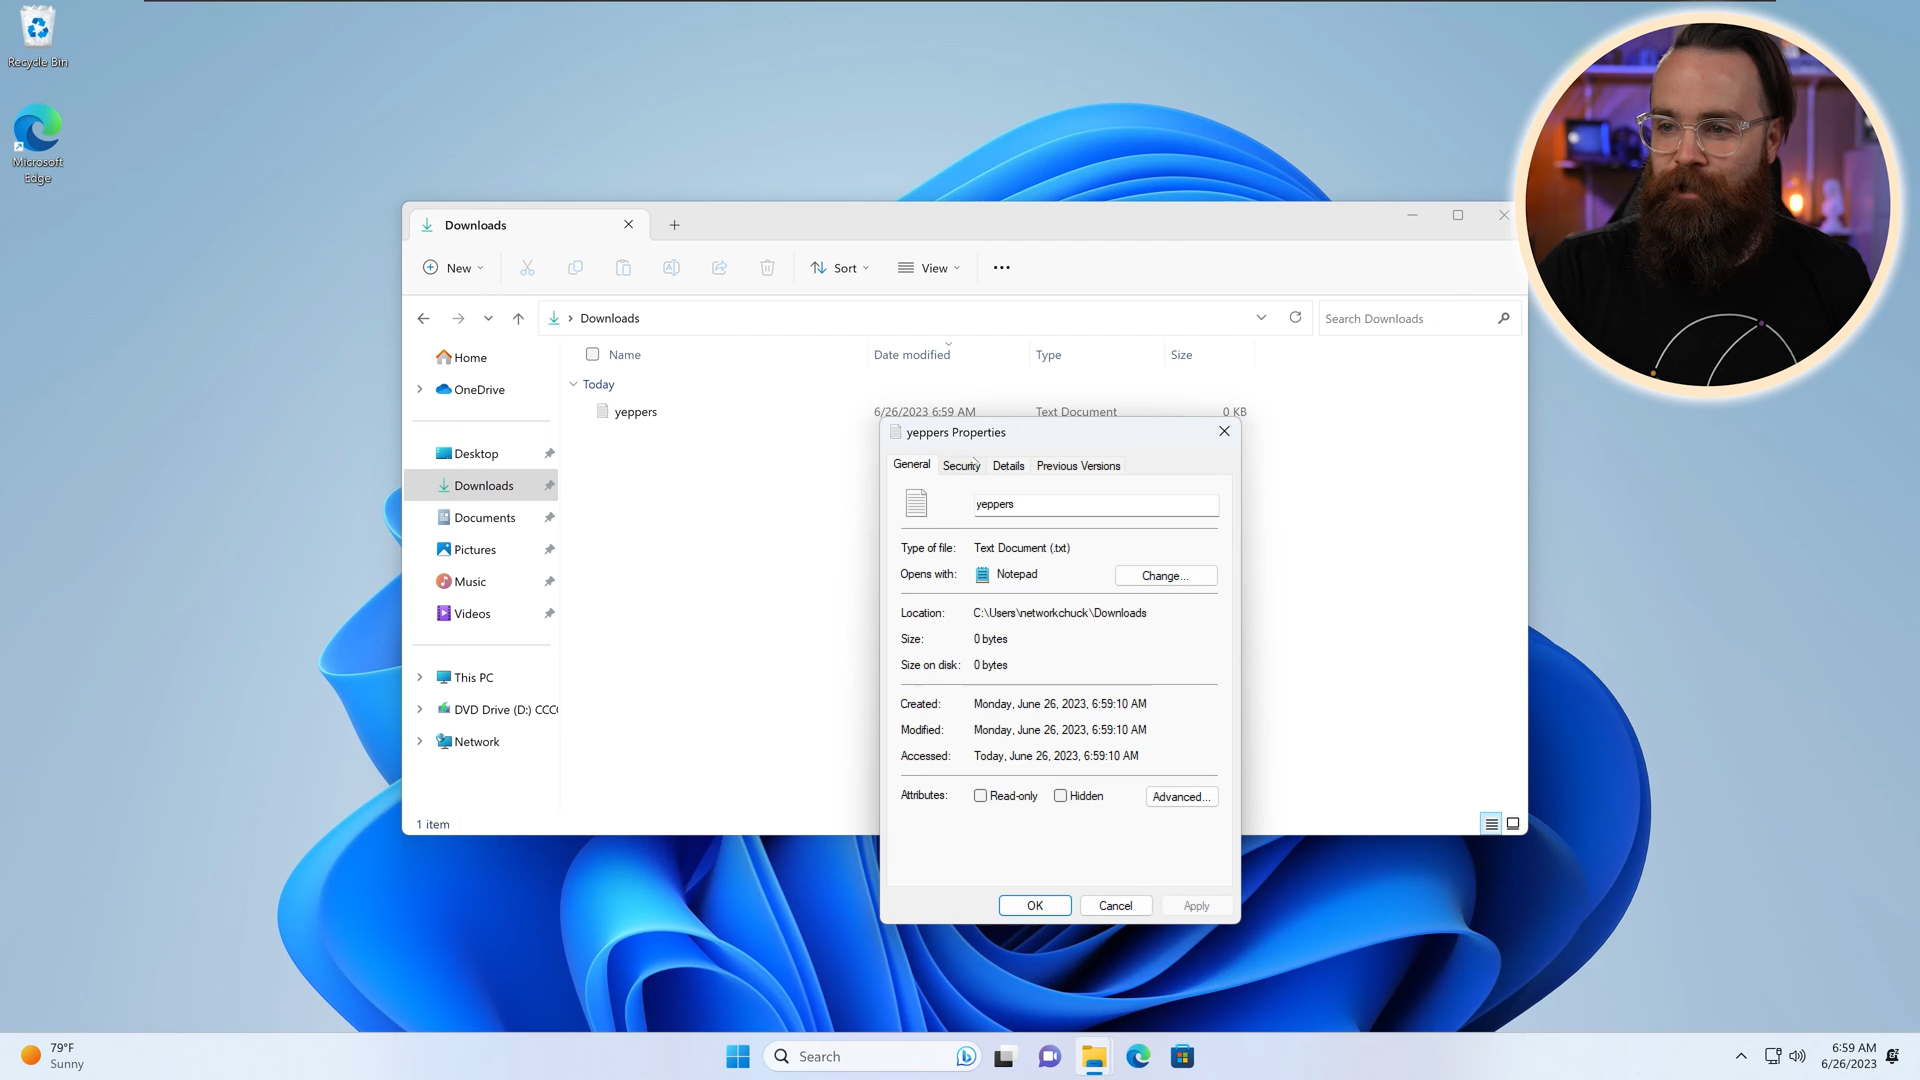 Recycle Bin
Microsoft
Edge
Downloads
New
Sort
View
Downloads
Search Downloads
Home
OneDrive
Desktop
Downloads
Documents
Pictures
Music
Videos
This PC
DVD Drive (D:) CCC
Network
Name
Date modified
Type
Size
Today
yeppers
6/26/2023 6:59 AM
Text Document
0 KB
1 item
yeppers Properties
General
Security
Details
Previous Versions
yeppers
Type of file:
Text Document (.txt)
Opens with:
Notepad
Change...
Location:
C:\Users\networkchuck\Downloads
Size:
0 bytes
Size on disk:
0 bytes
Created:
Monday, June 26, 2023, 6:59:10 AM
Modified:
Monday, June 26, 2023, 6:59:10 AM
Accessed:
Today, June 26, 2023, 6:59:10 AM
Attributes:
Read-only
Hidden
Advanced...
OK
Cancel
Apply
79°F
Sunny
Search
6:59 AM
6/26/2023